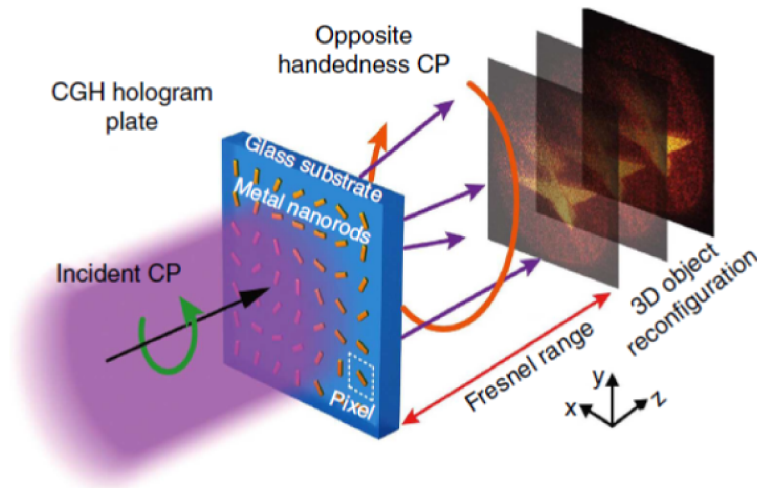 Opposite
handedness CP
CGH hologram
plate
Glass substrate
Metal nanorods
Incident CP
Pixel
Fresnel range
3D object
reconfiguration
x
y
z